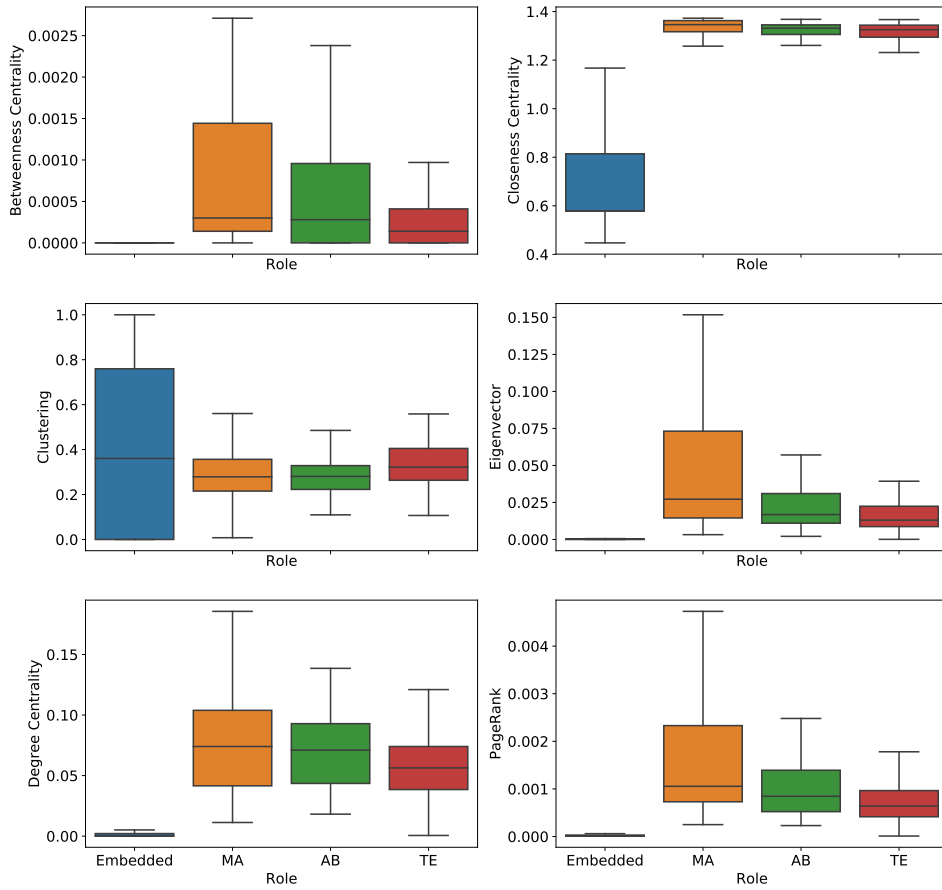 Betweenness Centrality
0.0025
0.0020
0.0015
0.0010
0.0005
0.0000
Role
Closeness Centrality
1.4
1.2
1.0
0.8
0.6
0.4
Role
Clustering
1.0
0.8
0.6
0.4
0.2
0.0
Role
Eigenvector
0.150
0.125
0.100
0.075
0.050
0.025
0.000
Role
Degree Centrality
0.15
0.10
0.05
0.00
Embedded MA AB TE
Role
PageRank
0.004
0.003
0.002
0.001
0.000
Embedded MA AB TE
Role